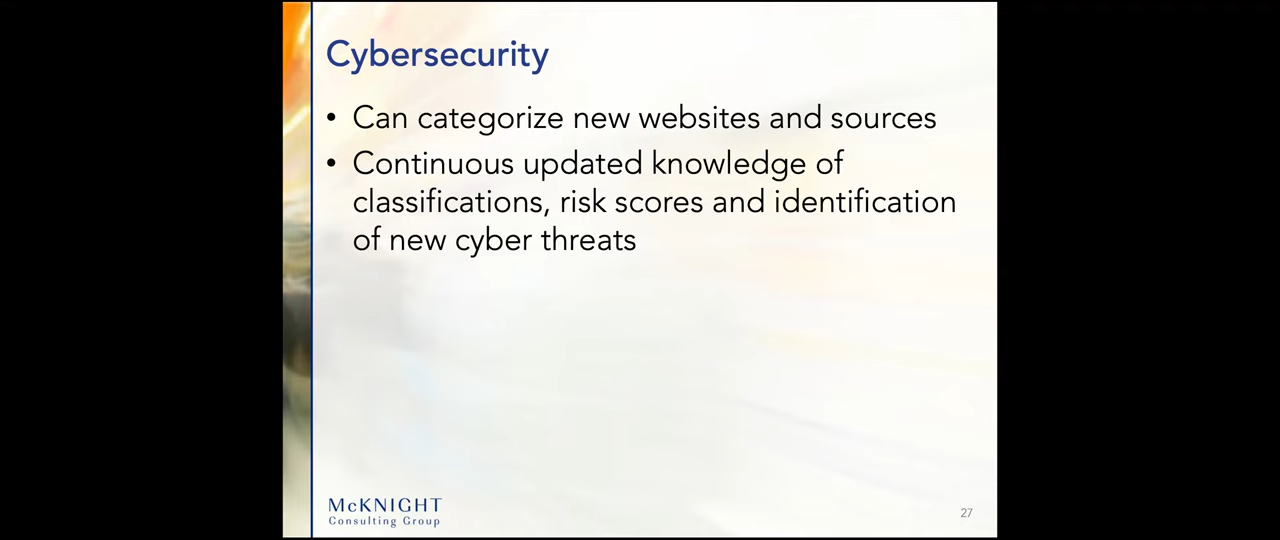 Cybersecurity
• Can categorize new websites and sources
• Continuous updated knowledge of
classifications, risk scores and identification
of new cyber threats
McKNIGHT
Consulting Group
27